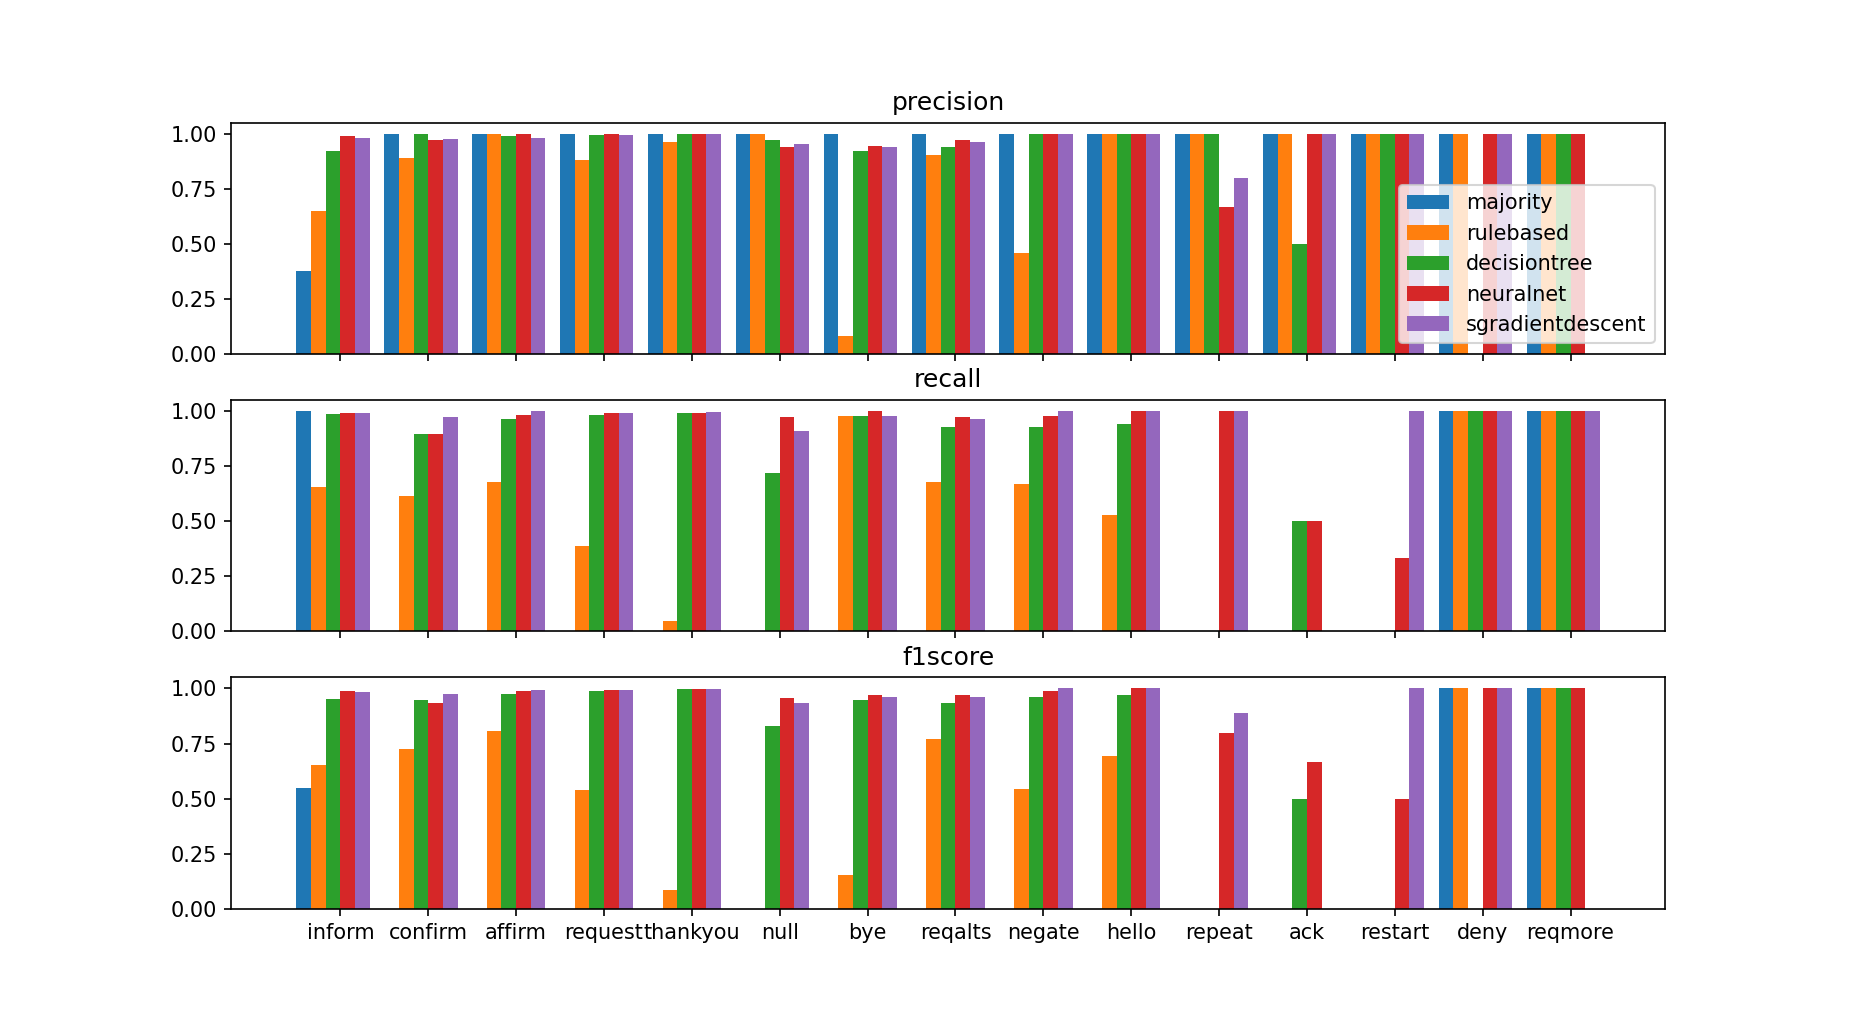 precision
1.00
0.75
0.50
0.25
0.00
majority
rulebased
decisiontree
neuralnet
sgradientdescent
recall
1.00
0.75
0.50
0.25
0.00
f1score
1.00
0.75
0.50
0.25
0.00
inform confirm affirm request thankyou null bye reqalts negate hello repeat ack restart deny reqmore